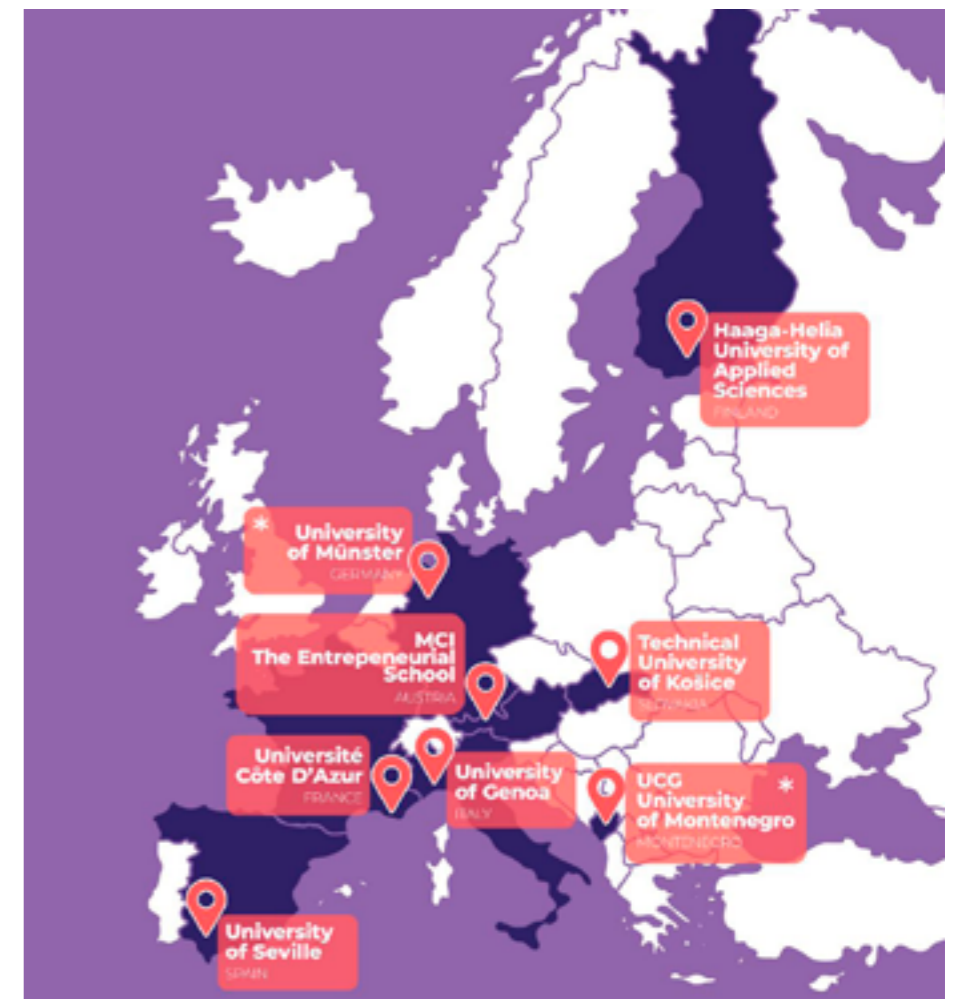 Haaga-Helia
University of
Applied
Sciences
FINLAND
*
University
of Münster
GERMANY
MCI
The Entrepeneurial
School
AUSTRIA
Technical
University
of Košice
SLOVAKIA
Université
Côte D'Azur
FRANCE
University
of Genoa
ITALY
UCG
University
of Montenegro
*
MONTENEGRO
University
of Seville
SPAIN